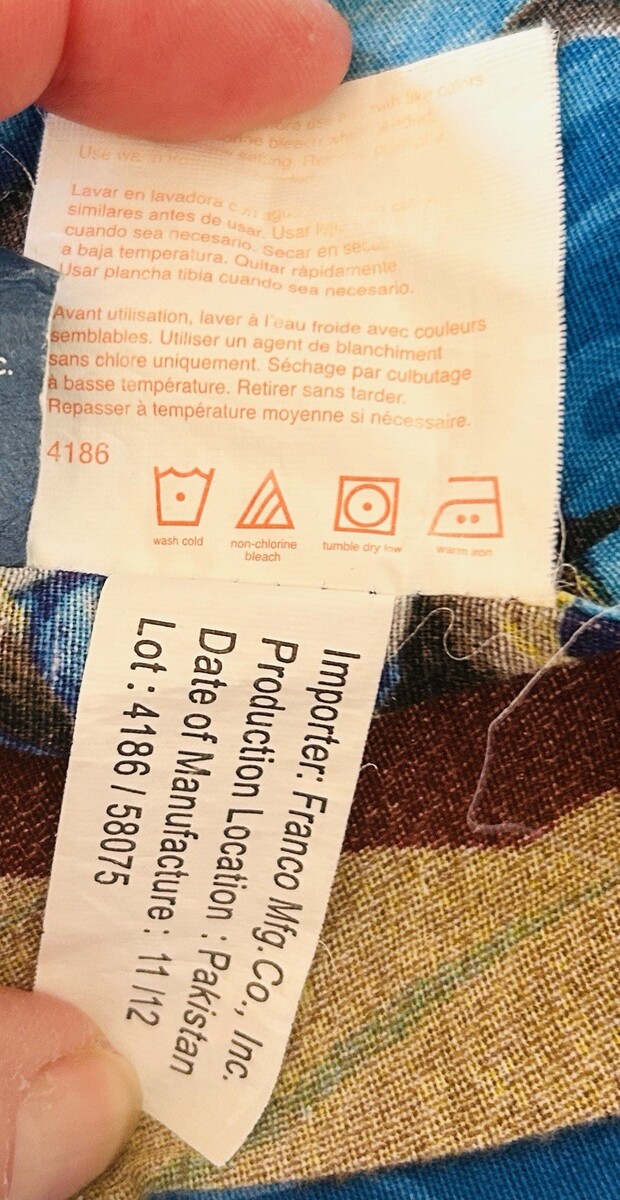 with like colors
Use
Lavar en lavadora
similares antes de usar. Usar
cuando sea necesario. Secar en
a baja temperatura. Quitar rápidamente.
Usar plancha tibia cuando sea necesario.
Avant utilisation, laver à l'eau froide avec couleurs
semblables. Utiliser un agent de blanchiment
sans chlore uniquement. Séchage par culbutage
à basse température. Retirer sans tarder.
Repasser à température moyenne si nécessaire.
4186
wash cold
non-chlorine
bleach
tumble dry low
warm iron
Importer: Franco Mfg. Co., Inc.
Production Location : Pakistan
Date of Manufacture : 11/12
Lot : 4186 / 58075